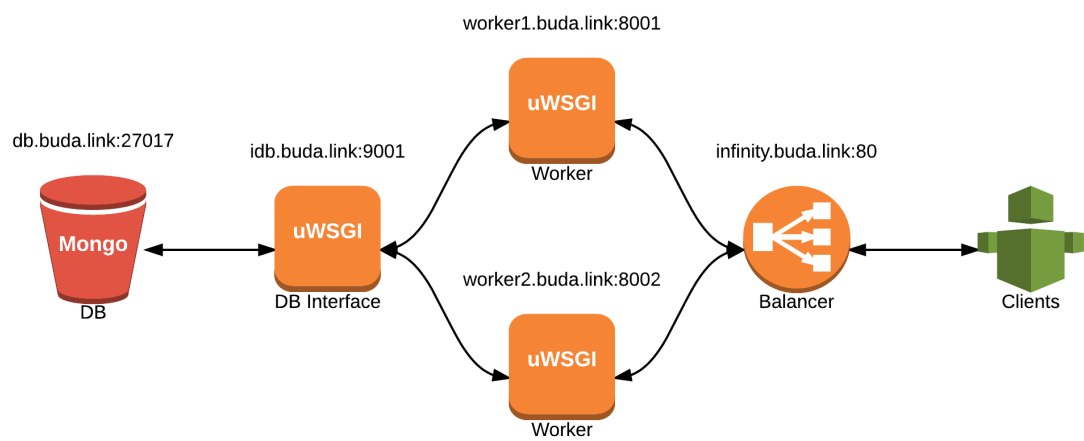 worker1.buda.link:8001
uWSGI
Worker
db.buda.link:27017
Mongo
DB
idb.buda.link:9001
uWSGI
DB Interface
infinity.buda.link:80
Balancer
Clients
worker2.buda.link:8002
uWSGI
Worker